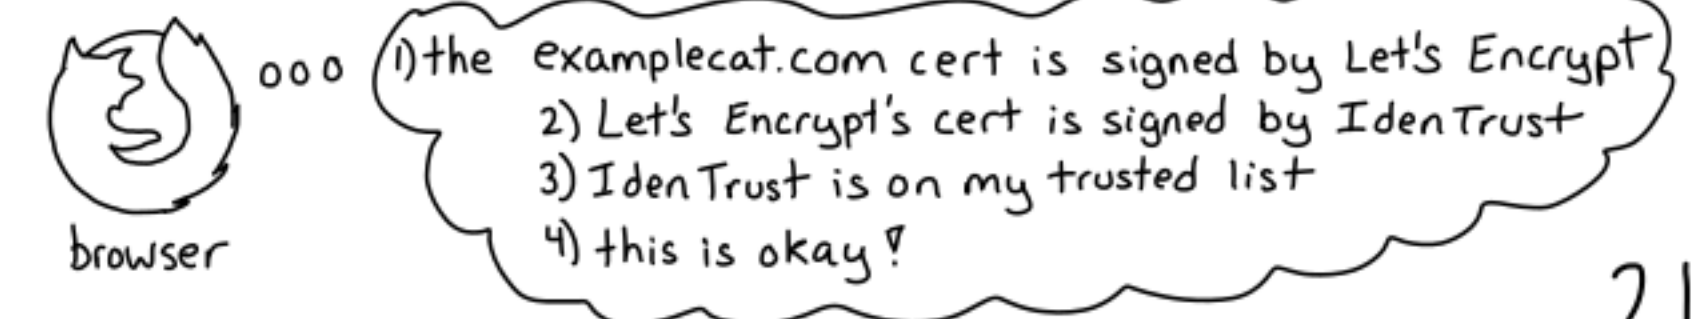 1) the examplecat.com cert is signed by Let's Encrypt
2) Let's Encrypt's cert is signed by IdenTrust
3) IdenTrust is on my trusted list
4) this is okay!
browser
21